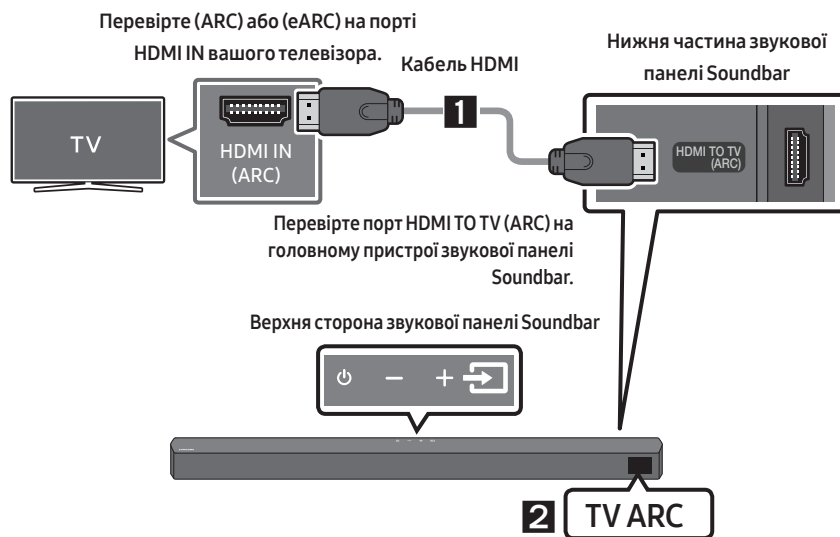 Перевірте (ARC) або (eARC) на порті
HDMI IN вашого телевізора.
Кабель HDMI
Нижня частина звукової
панелі Soundbar
TV
HDMI IN
(ARC)
1
HDMI TO TV
(ARC)
Перевірте порт HDMI TO TV (ARC) на
головному пристрої звукової панелі
Soundbar.
Верхня сторона звукової панелі Soundbar
2
TV ARC